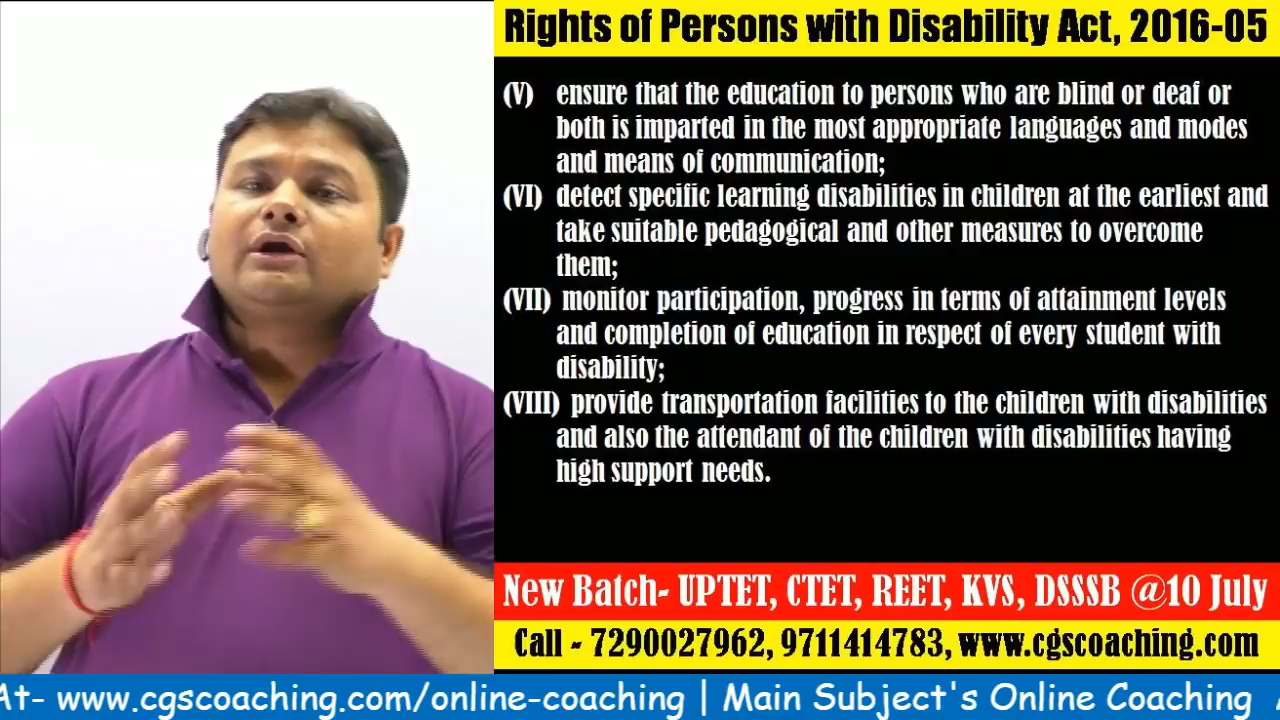 Rights of Persons with Disability Act, 2016-05
(V) ensure that the education to persons who are blind or deaf or
both is imparted in the most appropriate languages and modes
and means of communication;
(VI) detect specific learning disabilities in children at the earliest and
take suitable pedagogical and other measures to overcome
them;
(VII) monitor participation, progress in terms of attainment levels
and completion of education in respect of every student with
disability;
(VIII) provide transportation facilities to the children with disabilities
and also the attendant of the children with disabilities having
high support needs.
New Batch- UPTET, CTET, REET, KVS, DSSSB @10 July
Call - 7290027962, 9711414783, www.cgscoaching.com
At- www.cgscoaching.com/online-coaching | Main Subject's Online Coaching